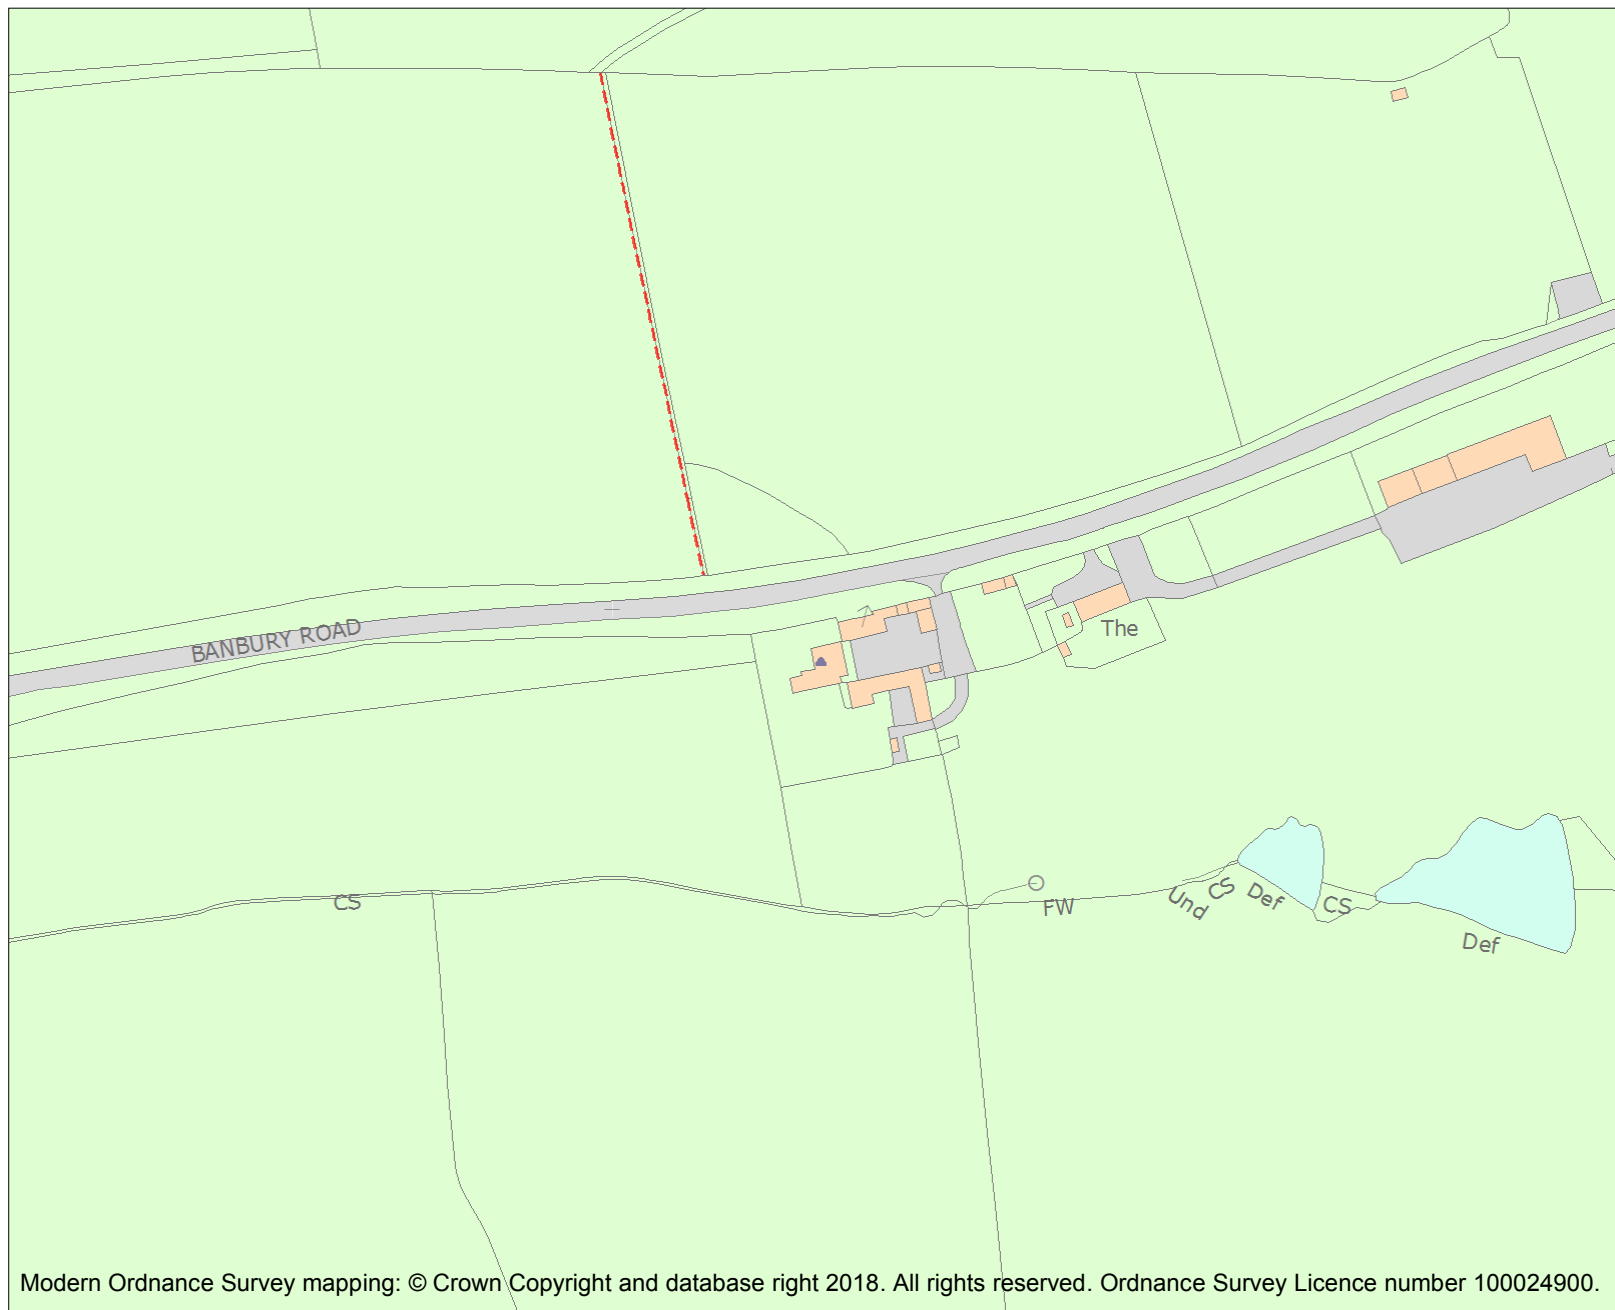 BANBURY ROAD
The
CS
FW
Und
CS
Def
CS
Def
Modern Ordnance Survey mapping: © Crown Copyright and database right 2018. All rights reserved. Ordnance Survey Licence number 100024900.